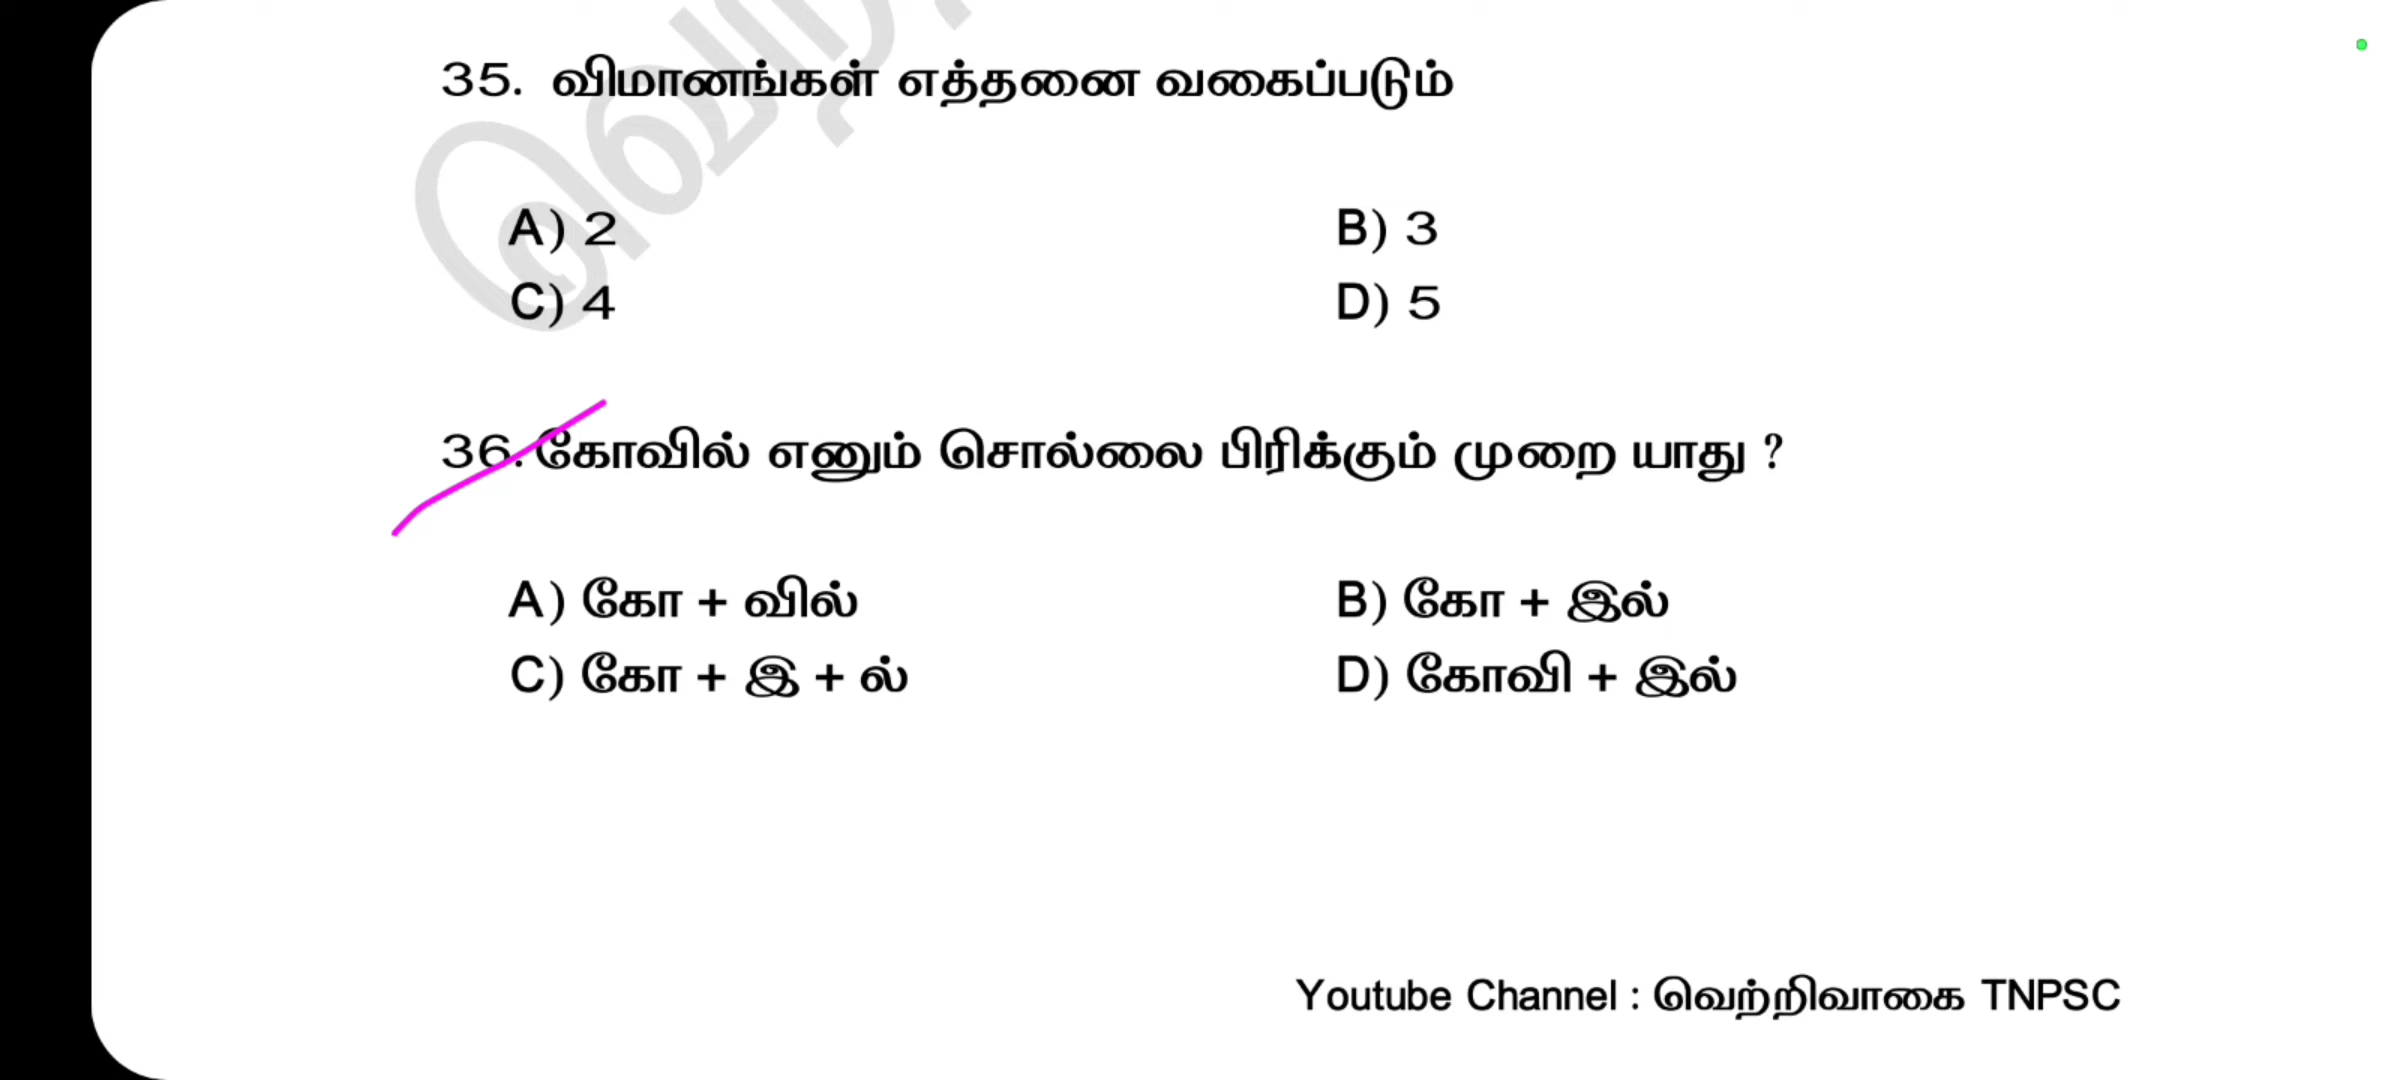 35. விமானங்கள் எத்தனை வகைப்படும்
A) 2 B) 3
C) 4 D) 5
36. கோவில் எனும் சொல்லை பிரிக்கும் முறை யாது ?
A) கோ + வில் B) கோ + இல்
C) கோ + இ + ல் D) கோவி + இல்
Youtube Channel : வெற்றிவாகை TNPSC